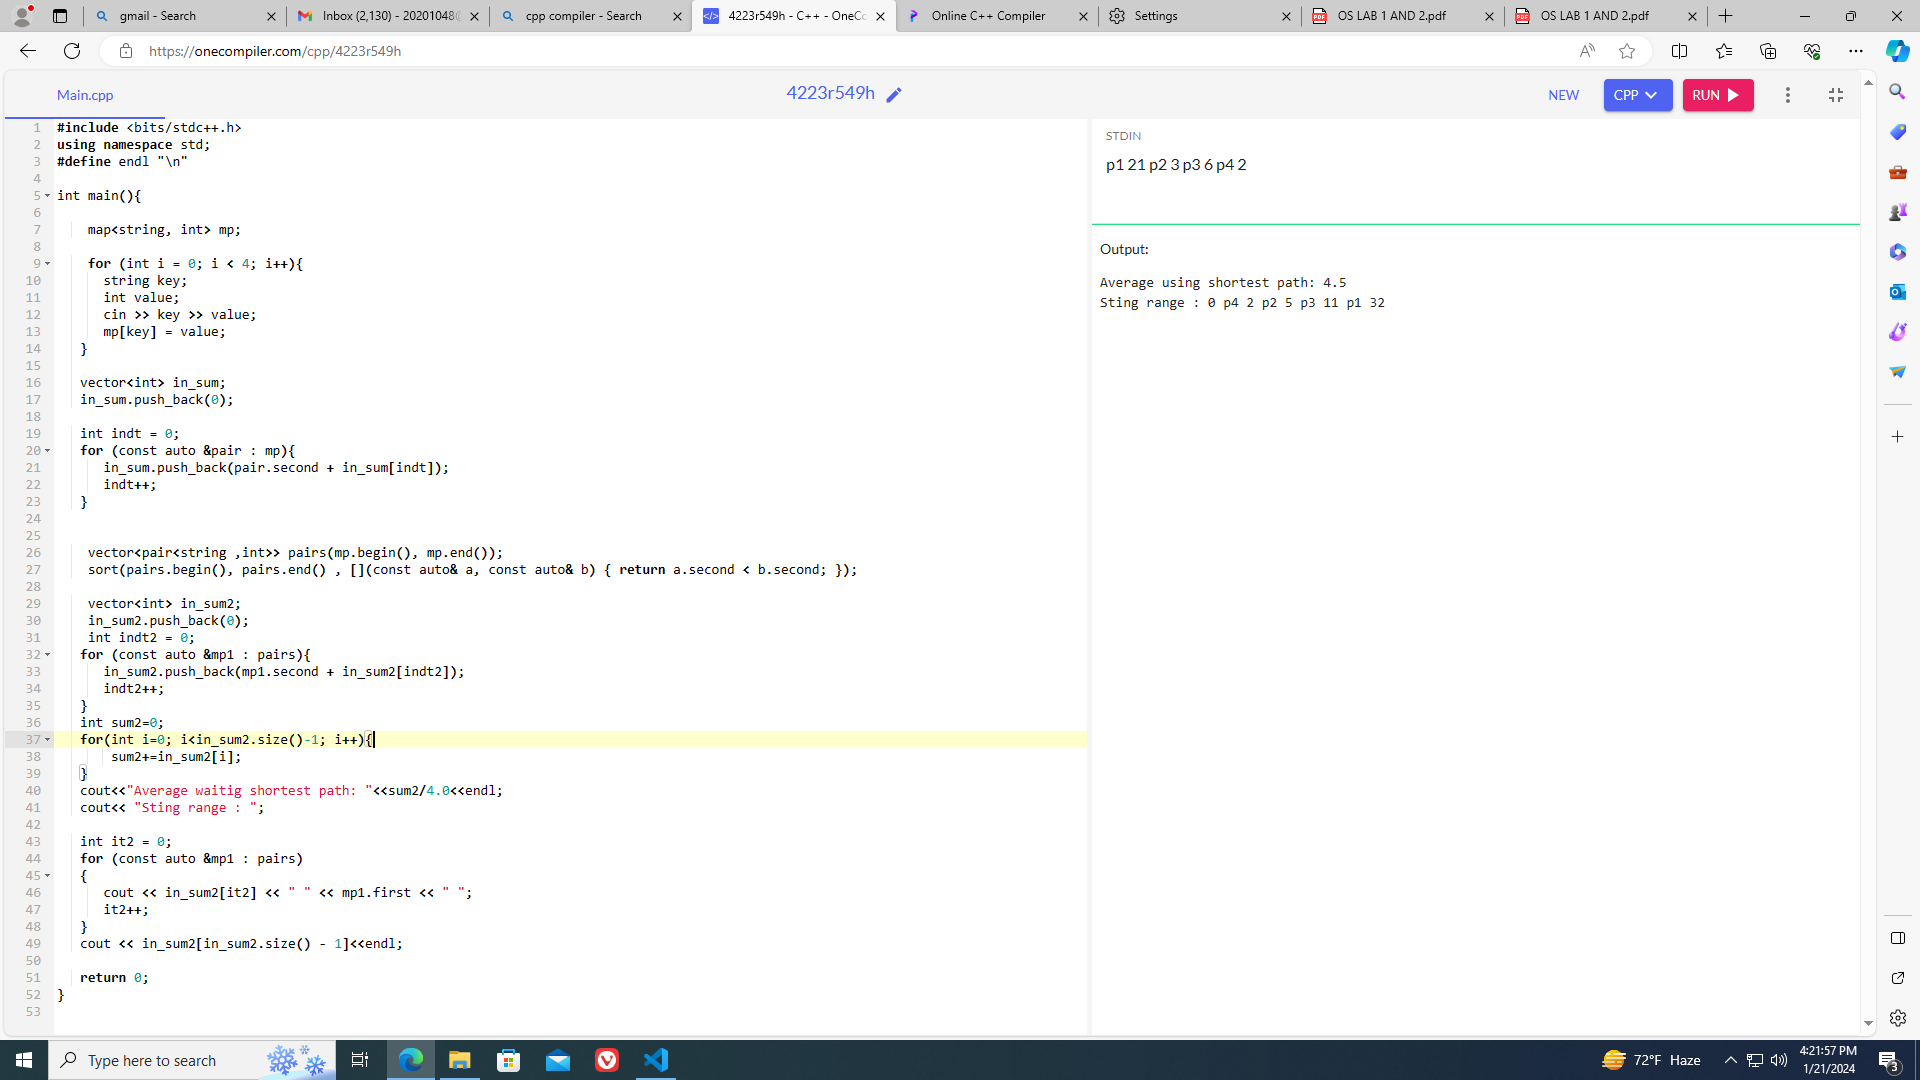 gmail - Search
Inbox (2,130) - 20201048@
cpp compiler - Search
4223r549h - C++ - OneCo
Online C++ Compiler
Settings
OS LAB 1 AND 2.pdf
OS LAB 1 AND 2.pdf
https://onecompiler.com/cpp/4223r549h
Main.cpp
4223r549h
NEW
CPP
RUN
1 #include <bits/stdc++.h>
2 using namespace std;
3 #define endl "\n"
4
5 int main(){
6
7 map<string, int> mp;
8
9 for (int i = 0; i < 4; i++){
10 string key;
11 int value;
12 cin >> key >> value;
13 mp[key] = value;
14 }
15
16 vector<int> in_sum;
17 in_sum.push_back(0);
18
19 int indt = 0;
20 for (const auto &pair : mp){
21 in_sum.push_back(pair.second + in_sum[indt]);
22 indt++;
23 }
24
25
26 vector<pair<string ,int>> pairs(mp.begin(), mp.end());
27 sort(pairs.begin(), pairs.end() , [](const auto& a, const auto& b) { return a.second < b.second; });
28
29 vector<int> in_sum2;
30 in_sum2.push_back(0);
31 int indt2 = 0;
32 for (const auto &mp1 : pairs){
33 in_sum2.push_back(mp1.second + in_sum2[indt2]);
34 indt2++;
35 }
36 int sum2=0;
37 for(int i=0; i<in_sum2.size()-1; i++){
38 sum2+=in_sum2[i];
39 }
40 cout<<"Average waitig shortest path: "<<sum2/4.0<<endl;
41 cout<< "Sting range : ";
42
43 int it2 = 0;
44 for (const auto &mp1 : pairs)
45 {
46 cout << in_sum2[it2] << " " << mp1.first << " ";
47 it2++;
48 }
49 cout << in_sum2[in_sum2.size() - 1]<<endl;
50
51 return 0;
52 }
53
STDIN
p1 21 p2 3 p3 6 p4 2
Output:
Average using shortest path: 4.5
Sting range : 0 p4 2 p2 5 p3 11 p1 32
Type here to search
72°F Haze
4:21:57 PM
1/21/2024
3